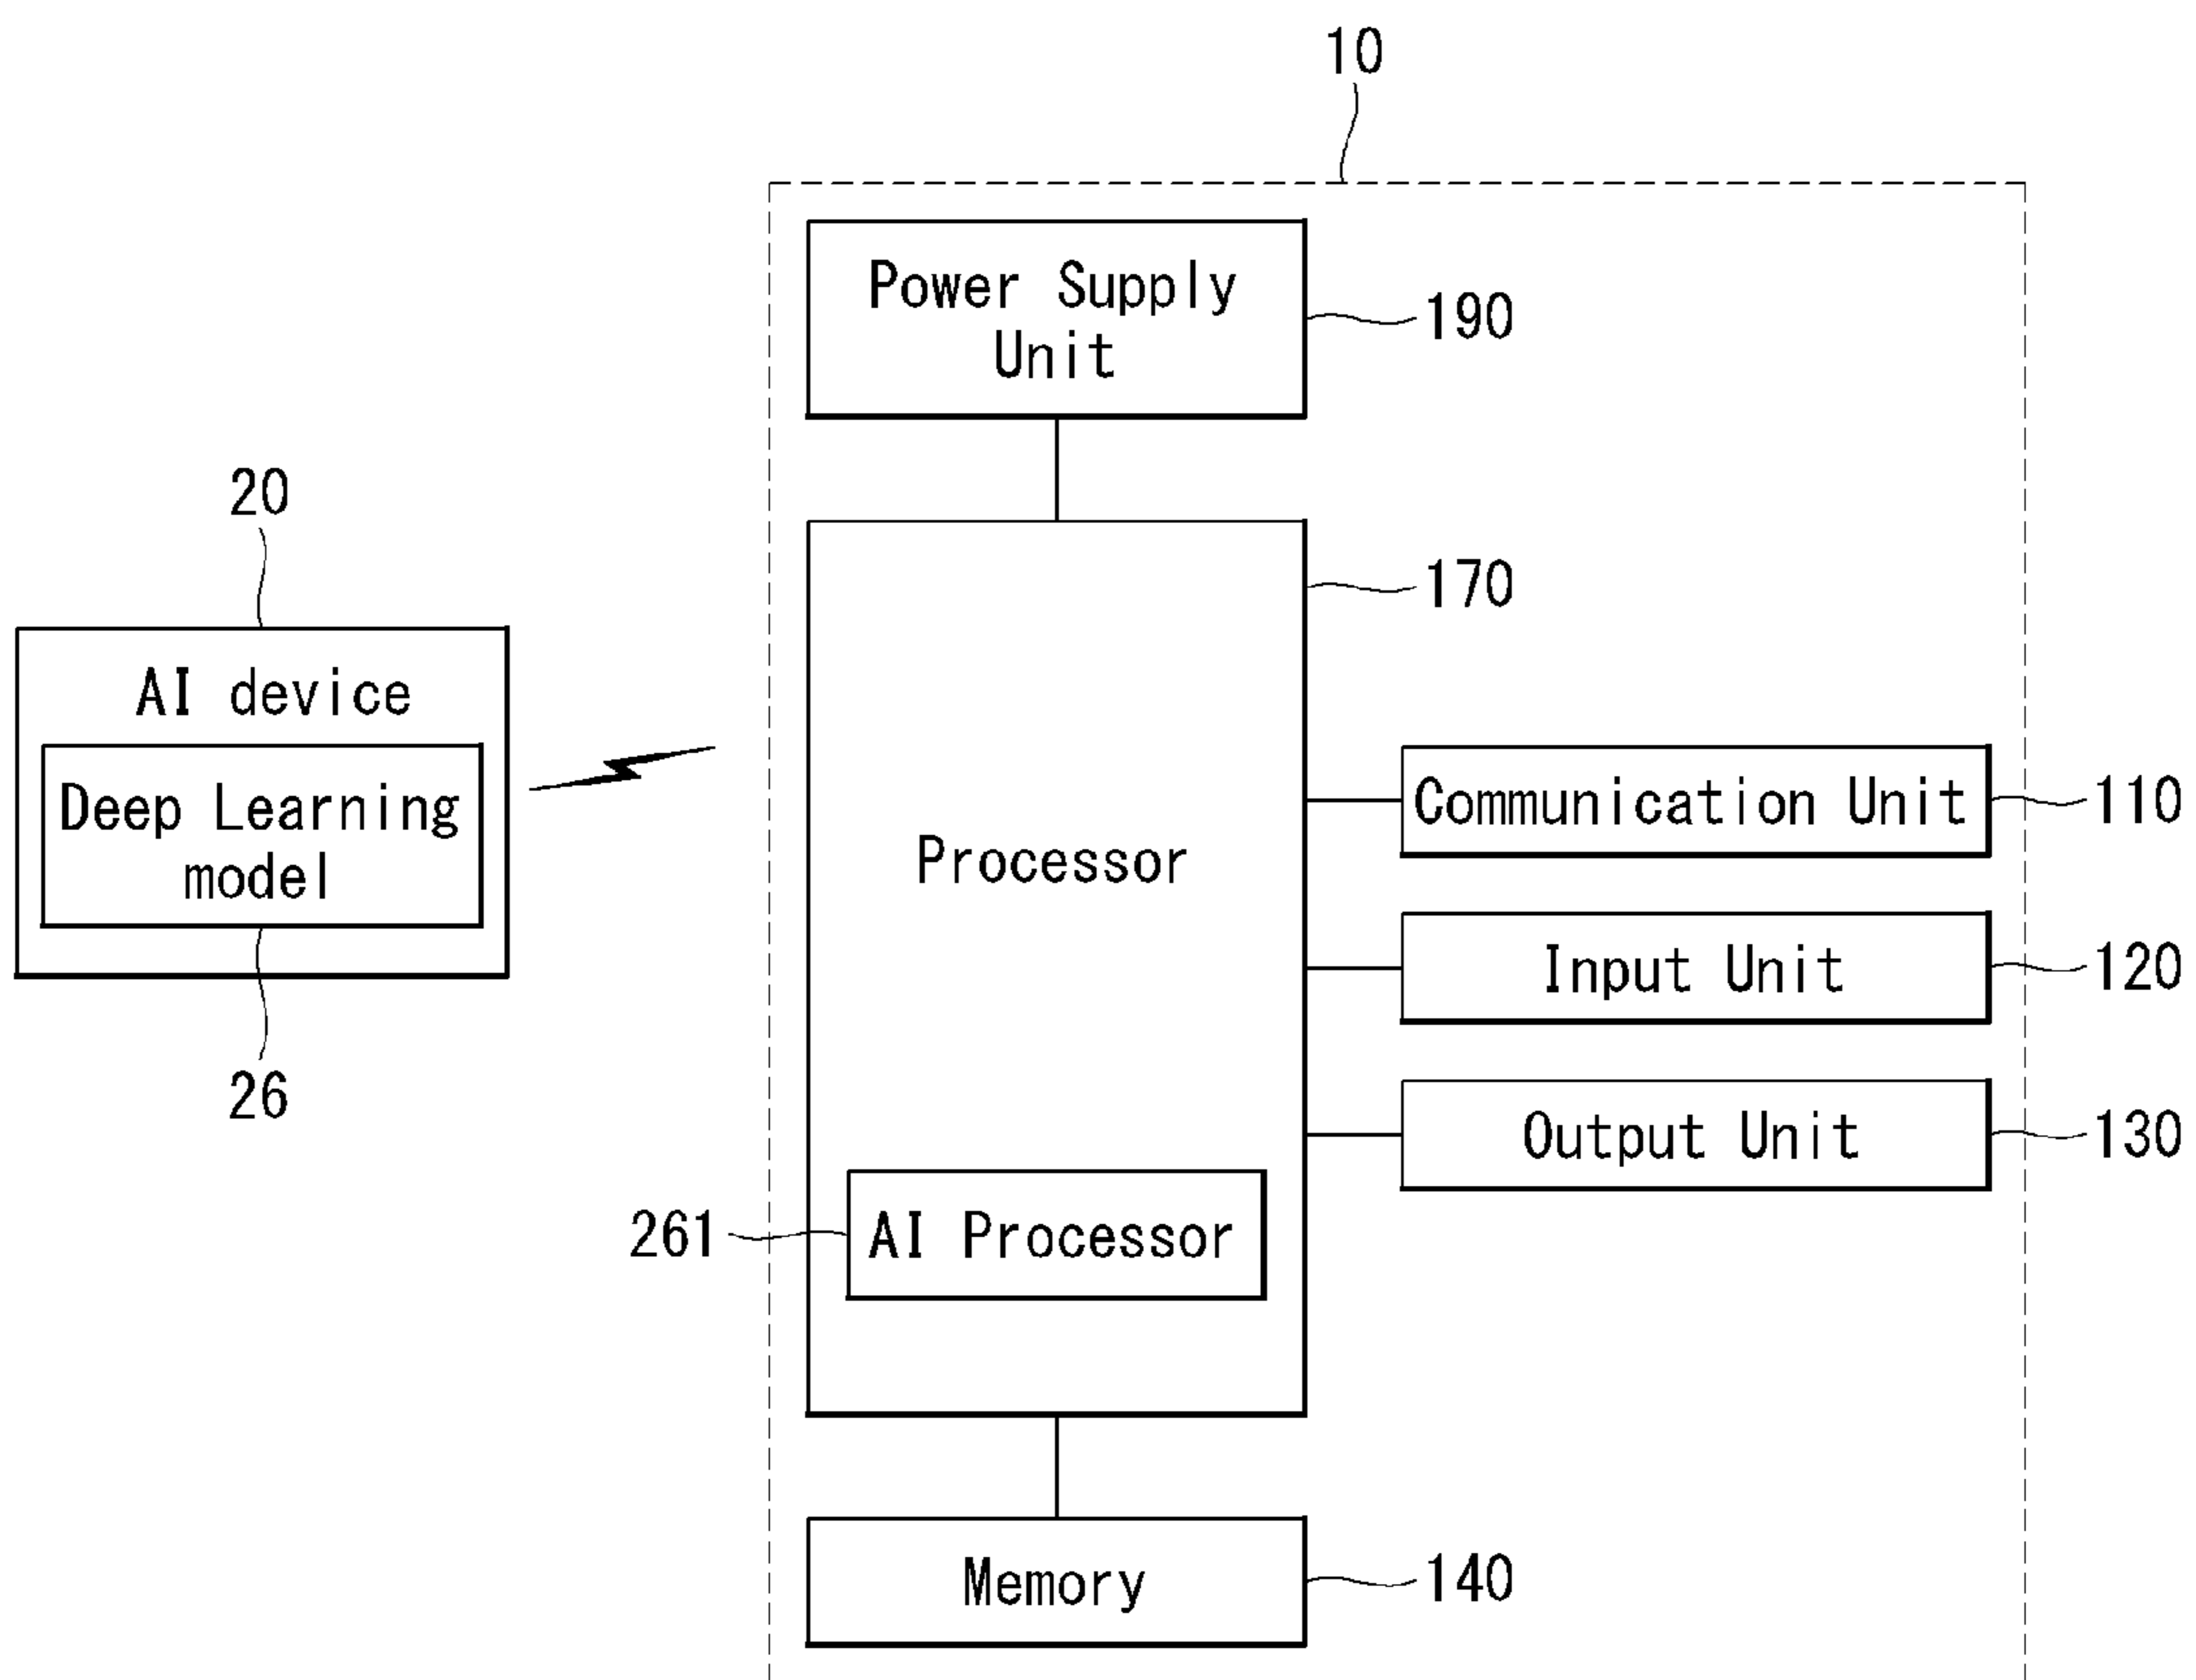 10
Power Supply
Unit
190
20
170
AI device
Deep Learning
model
26
Processor
Communication Unit
110
Input Unit
120
Output Unit
130
261
AI Processor
Memory
140